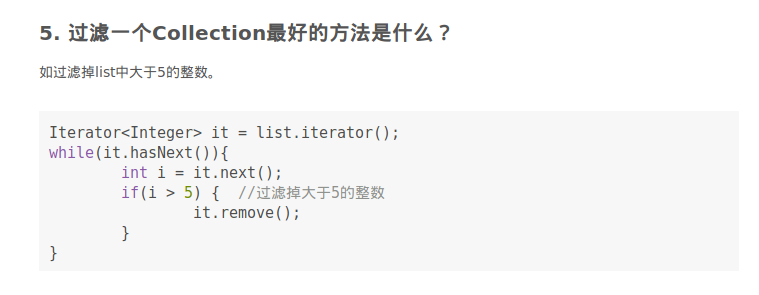 5. 过滤一个Collection最好的方法是什么？
如过滤掉list中大于5的整数。
Iterator<Integer> it = list.iterator();
while(it.hasNext()){
        int i = it.next();
        if(i > 5) {  //过滤掉大于5的整数
                it.remove();
        }
}